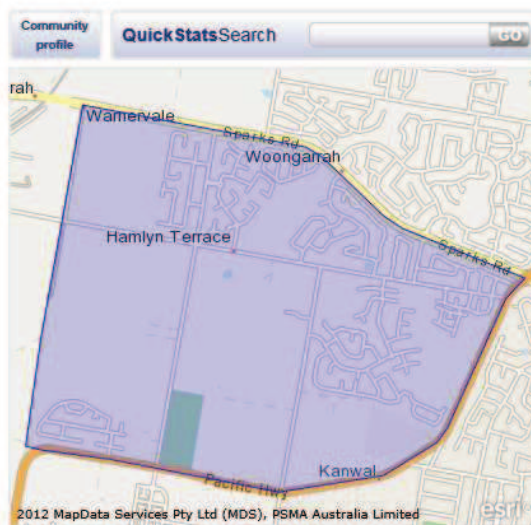 Community
profile
QuickStatsSearch
GO
rah
Warnervale
Sparks Rd
Woongarrah
Hamlyn Terrace
Sparks Rd
Kanwal
Pacific Hwy
2012 MapData Services Pty Ltd (MDS), PSMA Australia Limited
esri